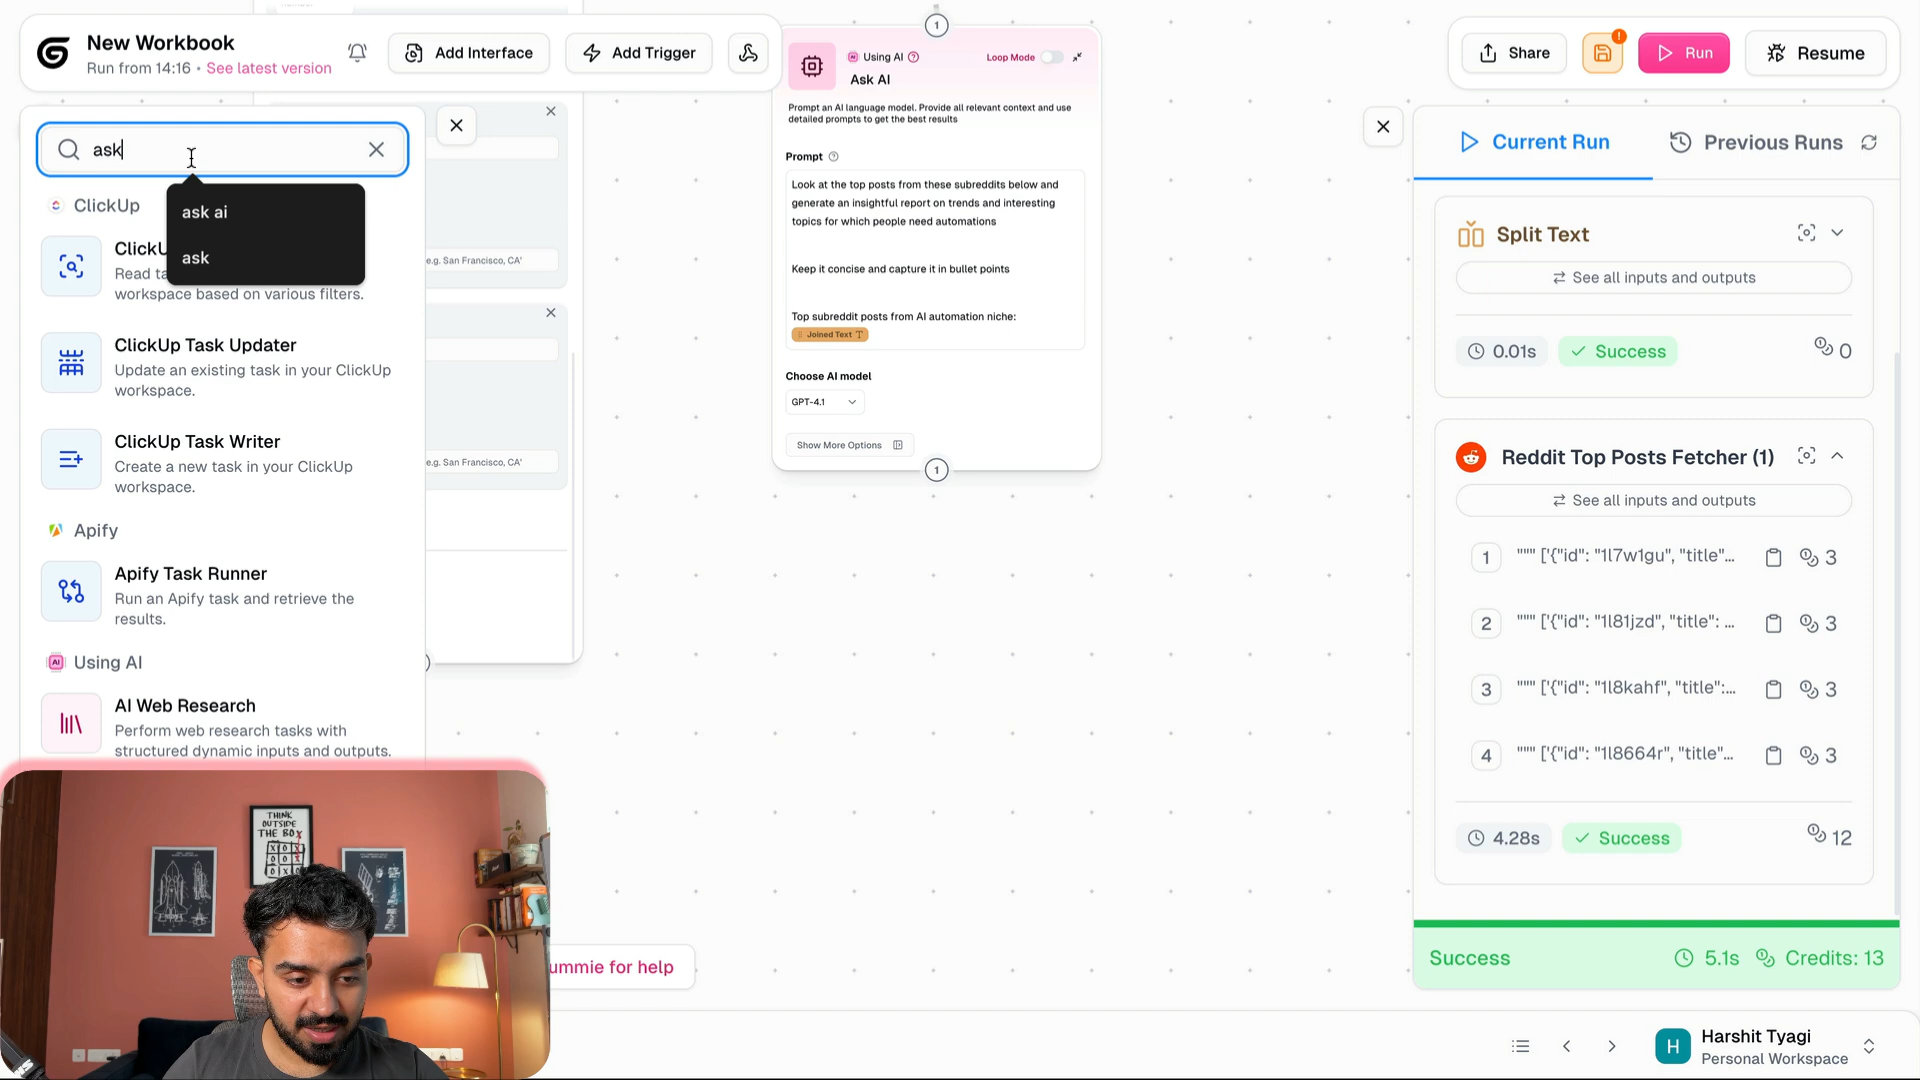 New Workbook
Run from 14:16 • See latest version
Add Interface
Add Trigger
Share
!
Run
Resume
ask
ask ai
ask
ClickUp
ClickU
Read ta
workspace based on various filters.
ClickUp Task Updater
Update an existing task in your ClickUp
workspace.
ClickUp Task Writer
Create a new task in your ClickUp
workspace.
Apify
Apify Task Runner
Run an Apify task and retrieve the
results.
Using AI
AI Web Research
Perform web research tasks with
structured dynamic inputs and outputs.
e.g. San Francisco, CA'
e.g. San Francisco, CA'
1
Using AI
Loop Mode
Ask AI
Prompt an AI language model. Provide all relevant context and use
detailed prompts to get the best results
Prompt
Look at the top posts from these subreddits below and
generate an insightful report on trends and interesting
topics for which people need automations
Keep it concise and capture it in bullet points
Top subreddit posts from AI automation niche:
Joined Text
Choose AI model
GPT-4.1
Show More Options
1
Current Run
Previous Runs
Split Text
See all inputs and outputs
0.01s
Success
0
Reddit Top Posts Fetcher (1)
See all inputs and outputs
1 """ ['{"id": "1l7w1gu", "title"... 3
2 """ ['{"id": "1l81jzd", "title": ... 3
3 """ ['{"id": "1l8kahf", "title":... 3
4 """ ['{"id": "1l8664r", "title"... 3
4.28s
Success
12
Success
5.1s
Credits: 13
ummie for help
THINK
OUTSIDE
THE BOX
H
Harshit Tyagi
Personal Workspace